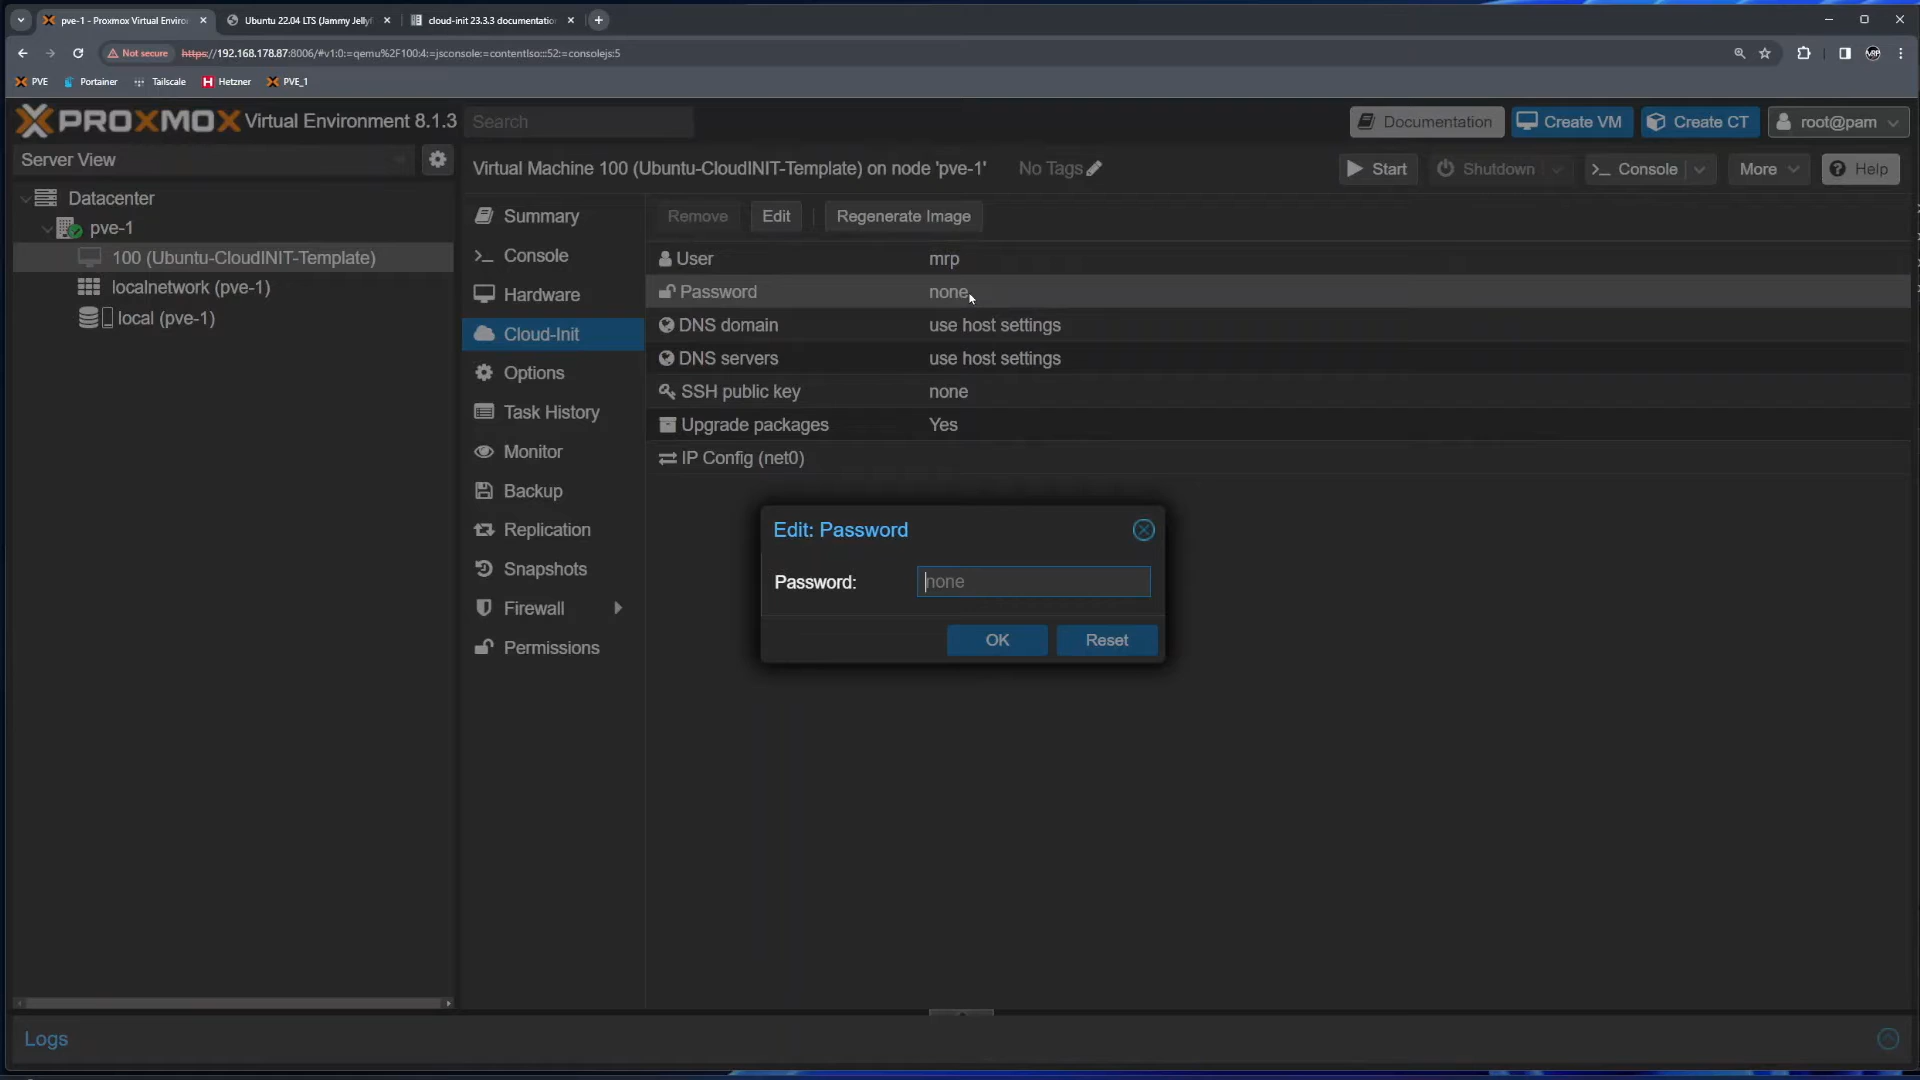 pve-1 - Proxmox Virtual Enviro
Ubuntu 22.04 LTS (Jammy Jellyf
cloud-init 23.3.3 documentatio
Not secure
https://192.168.178.87:8006/#v1:0:=qemu%2F100:4:=jsconsole:=contentIso:::52:=consolejs:5
PVE
Portainer
Tailscale
Hetzner
PVE_1
PROXMOX Virtual Environment 8.1.3
Search
Documentation
Create VM
Create CT
root@pam
Server View
Virtual Machine 100 (Ubuntu-CloudINIT-Template) on node 'pve-1'
No Tags
Start
Shutdown
Console
More
Help
Datacenter
pve-1
100 (Ubuntu-CloudINIT-Template)
localnetwork (pve-1)
local (pve-1)
Summary
Console
Hardware
Cloud-Init
Options
Task History
Monitor
Backup
Replication
Snapshots
Firewall
Permissions
Remove
Edit
Regenerate Image
User mrp
Password none
DNS domain use host settings
DNS servers use host settings
SSH public key none
Upgrade packages Yes
IP Config (net0)
Edit: Password
Password: none
OK
Reset
Logs